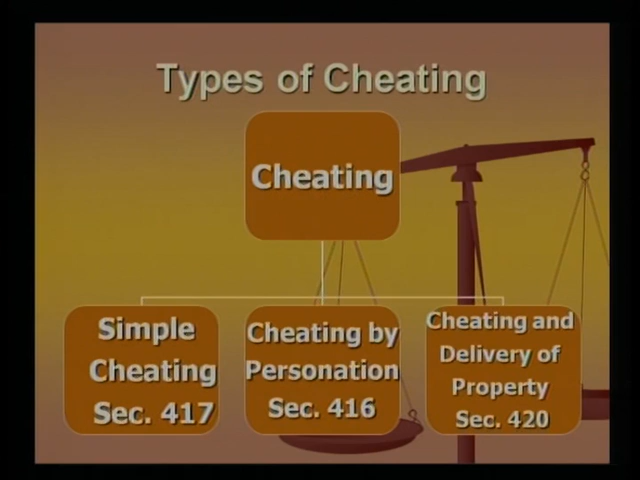 Types of Cheating
Cheating
Simple
Cheating
Sec. 417
Cheating by
Personation
Sec. 416
Cheating and
Delivery of
Property
Sec. 420